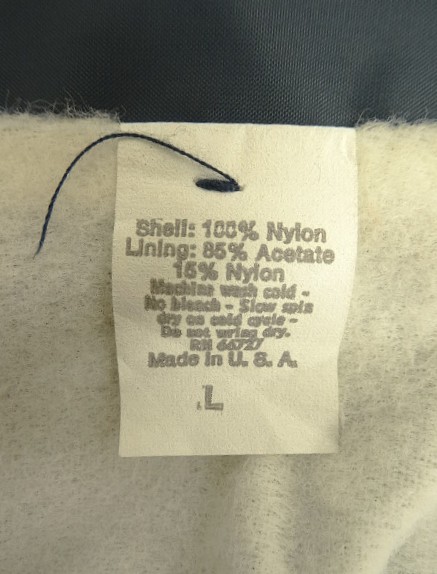 Shell: 100% Nylon
Lining: 85% Acetate
15% Nylon
Machine wash cold -
No bleach - Slow spin
dry on cold cycle -
Do not wring dry.
RN 66727
Made in U. S. A.
L